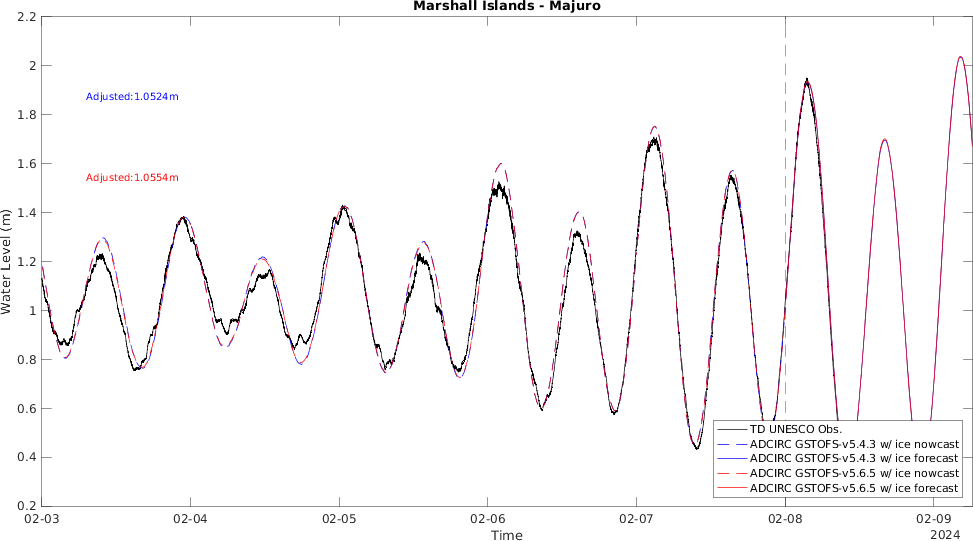 Marshall Islands - Majuro
2.2
2
1.8
1.6
1.4
1.2
1
0.8
0.6
0.4
0.2
Water Level (m)
Adjusted:1.0524m
Adjusted:1.0554m
TD UNESCO Obs.
ADCIRC GSTOFS-v5.4.3 w/ ice nowcast
ADCIRC GSTOFS-v5.4.3 w/ ice forecast
ADCIRC GSTOFS-v5.6.5 w/ ice nowcast
ADCIRC GSTOFS-v5.6.5 w/ ice forecast
02-03 02-04 02-05 02-06 02-07 02-08 02-09
Time
2024